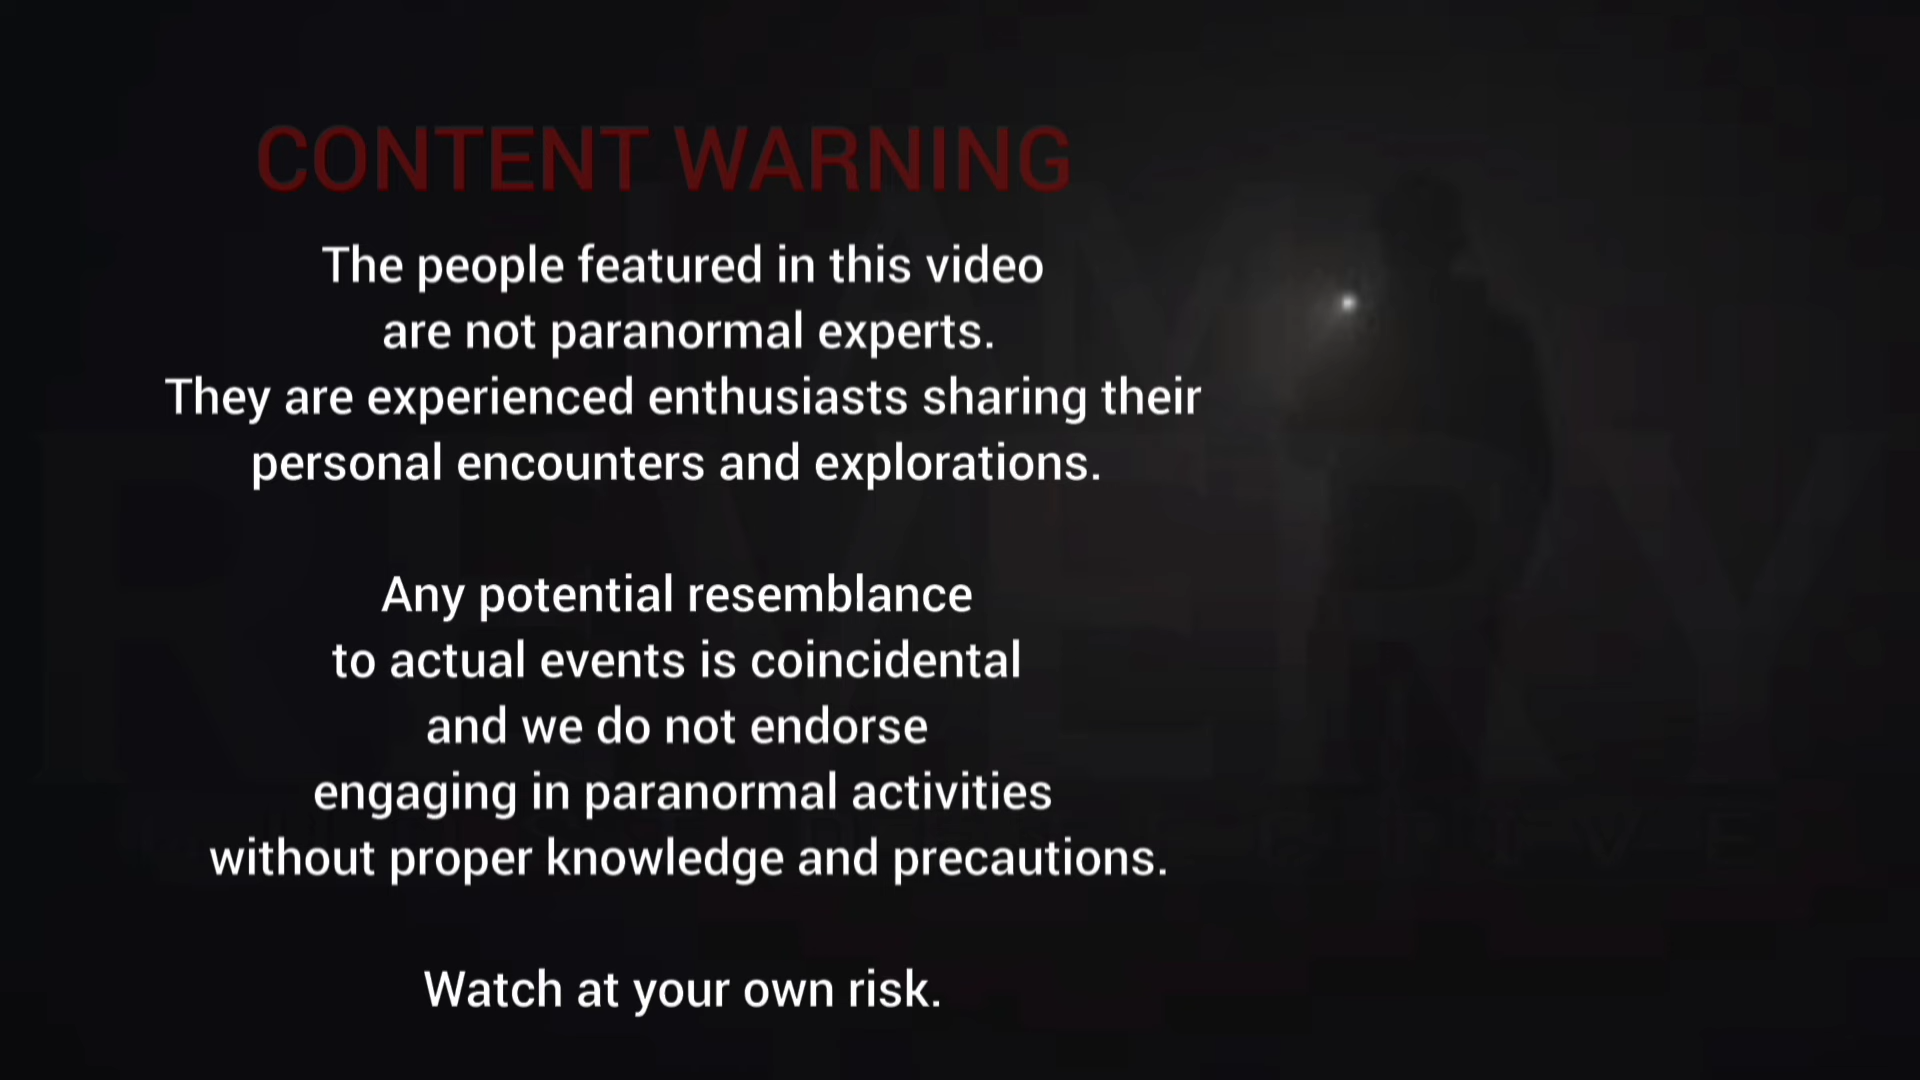 CONTENT WARNING
The people featured in this video
are not paranormal experts.
They are experienced enthusiasts sharing their
personal encounters and explorations.
Any potential resemblance
to actual events is coincidental
and we do not endorse
engaging in paranormal activities
without proper knowledge and precautions.
Watch at your own risk.